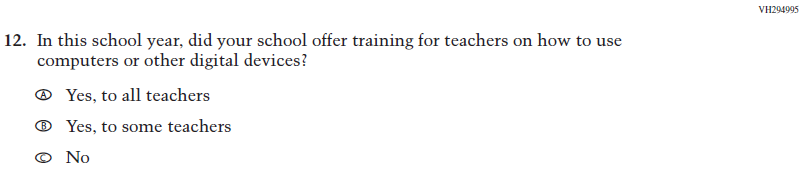 VH294995
12. In this school year, did your school offer training for teachers on how to use
computers or other digital devices?
A Yes, to all teachers
B Yes, to some teachers
C No